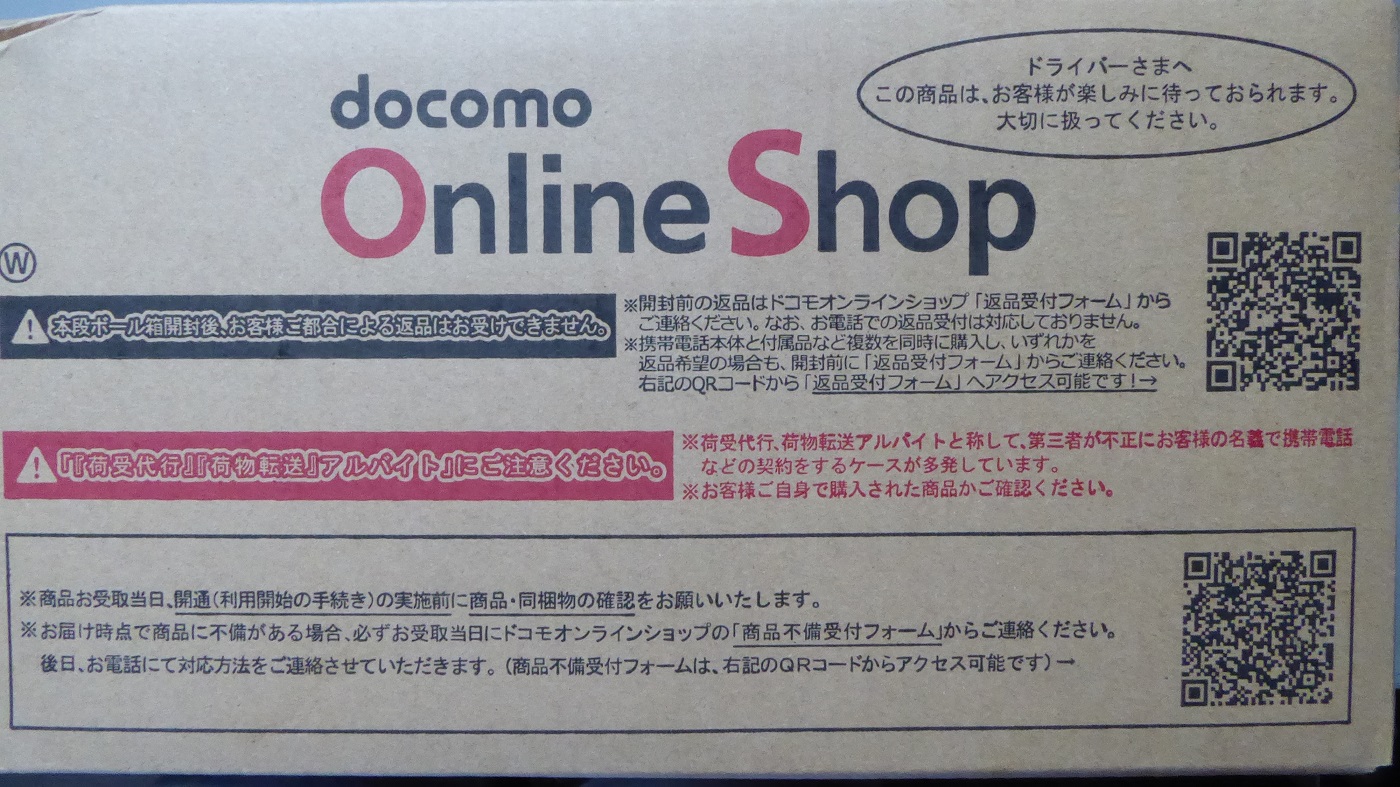 ドライバーさまへ
この商品は、お客様が楽しみに待っておられます。
大切に扱ってください。
docomo
Online Shop
W
本段ボール箱開封後、お客様ご都合による返品はお受けできません。
※開封前の返品はドコモオンラインショップ「返品受付フォーム」から
ご連絡ください。なお、お電話での返品受付は対応しておりません。
※携帯電話本体と付属品など複数を同時に購入し、いずれかを
返品希望の場合も、開封前に「返品受付フォーム」からご連絡ください。
右記のQRコードから「返品受付フォーム」へアクセス可能です!→
「『荷受代行』『荷物転送』アルバイト」にご注意ください。
※荷受代行、荷物転送アルバイトと称して、第三者が不正にお客様の名義で携帯電話
などの契約をするケースが多発しています。
※お客様ご自身で購入された商品かご確認ください。
※商品お受取当日、開通(利用開始の手続き)の実施前に商品・同梱物の確認をお願いいたします。
※お届け時点で商品に不備がある場合、必ずお受取当日にドコモオンラインショップの「商品不備受付フォーム」からご連絡ください。
後日、お電話にて対応方法をご連絡させていただきます。(商品不備受付フォームは、右記のQRコードからアクセス可能です)→